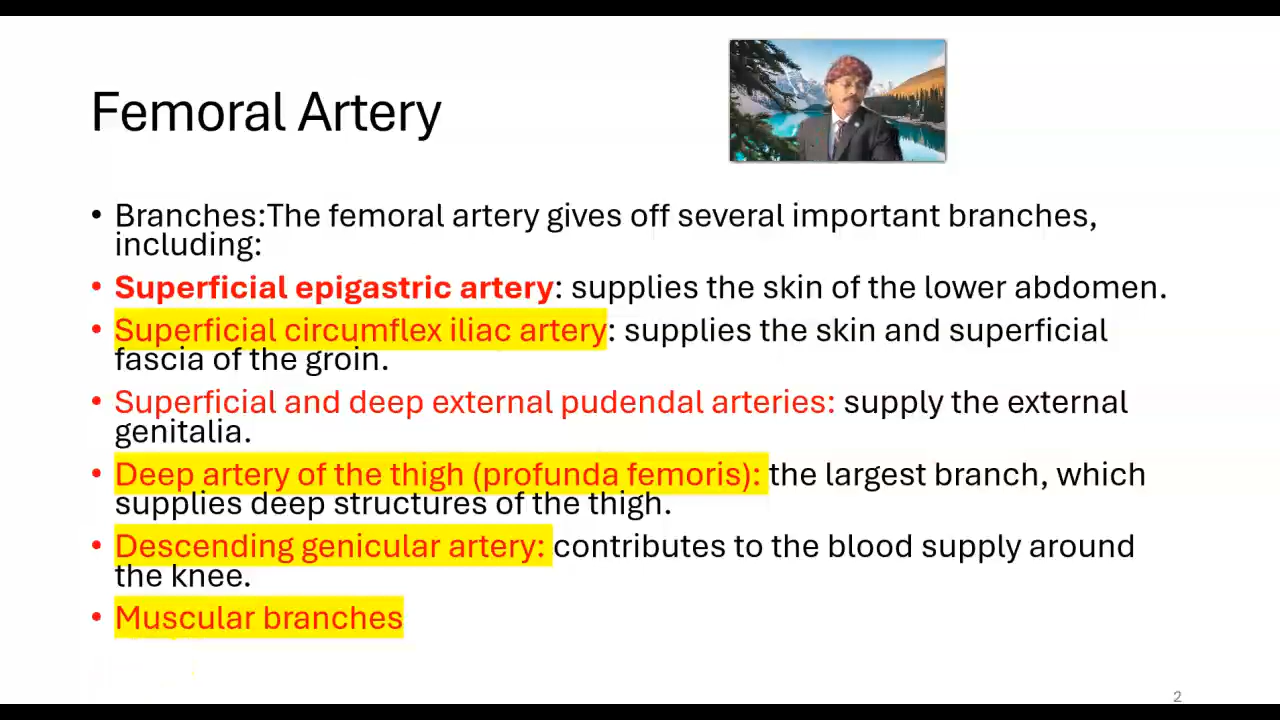 Femoral Artery
• Branches:The femoral artery gives off several important branches,
including:
• Superficial epigastric artery: supplies the skin of the lower abdomen.
• Superficial circumflex iliac artery: supplies the skin and superficial
fascia of the groin.
• Superficial and deep external pudendal arteries: supply the external
genitalia.
• Deep artery of the thigh (profunda femoris): the largest branch, which
supplies deep structures of the thigh.
• Descending genicular artery: contributes to the blood supply around
the knee.
• Muscular branches
2